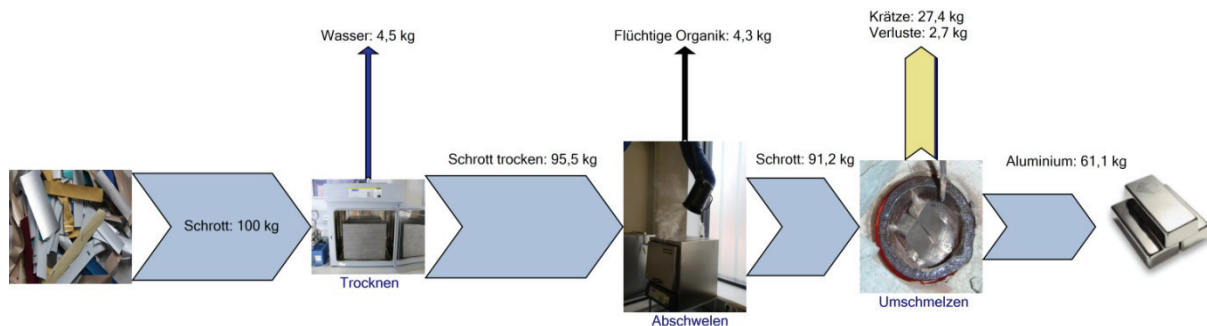 Krätze: 27,4 kg
Wasser: 4,5 kg
Flüchtige Organik: 4,3 kg
Verluste: 2,7 kg
Schrott trocken: 95,5 kg
Schrott: 91,2 kg
Aluminium: 61,1 kg
Schrott: 100 kg
Trocknen
Umschmelzen
Abschwelen